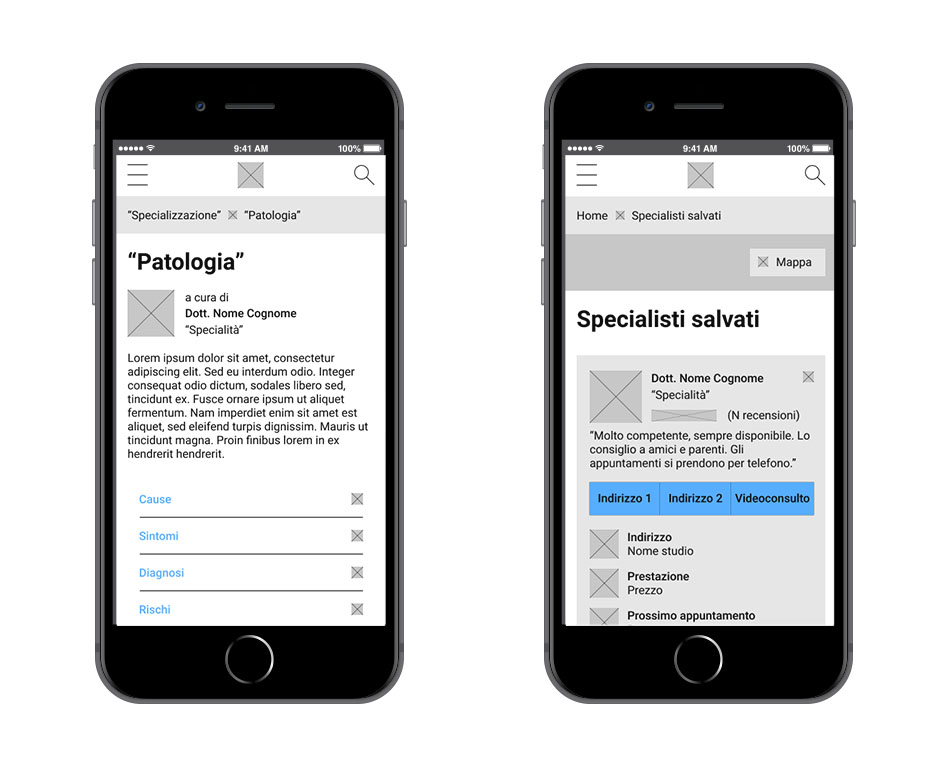 9:41 AM
100%
“Specializzazione” “Patologia”
“Patologia”
a cura di
Dott. Nome Cognome
“Specialità”
Lorem ipsum dolor sit amet, consectetur
adipiscing elit. Sed eu interdum odio. Integer
consequat odio dictum, sodales libero sed,
tincidunt ex. Fusce ornare ipsum ut aliquet
fermentum. Nam imperdiet enim sit amet est
aliquet, sed eleifend turpis dignissim. Mauris ut
tincidunt magna. Proin finibus lorem in ex
hendrerit hendrerit.
Cause
Sintomi
Diagnosi
Rischi
9:41 AM
100%
Home Specialisti salvati
Mappa
Specialisti salvati
Dott. Nome Cognome
“Specialità”
(N recensioni)
“Molto competente, sempre disponibile. Lo
consiglio a amici e parenti. Gli
appuntamenti si prendono per telefono.”
Indirizzo 1 Indirizzo 2 Videoconsulto
Indirizzo
Nome studio
Prestazione
Prezzo
Prossimo appuntamento